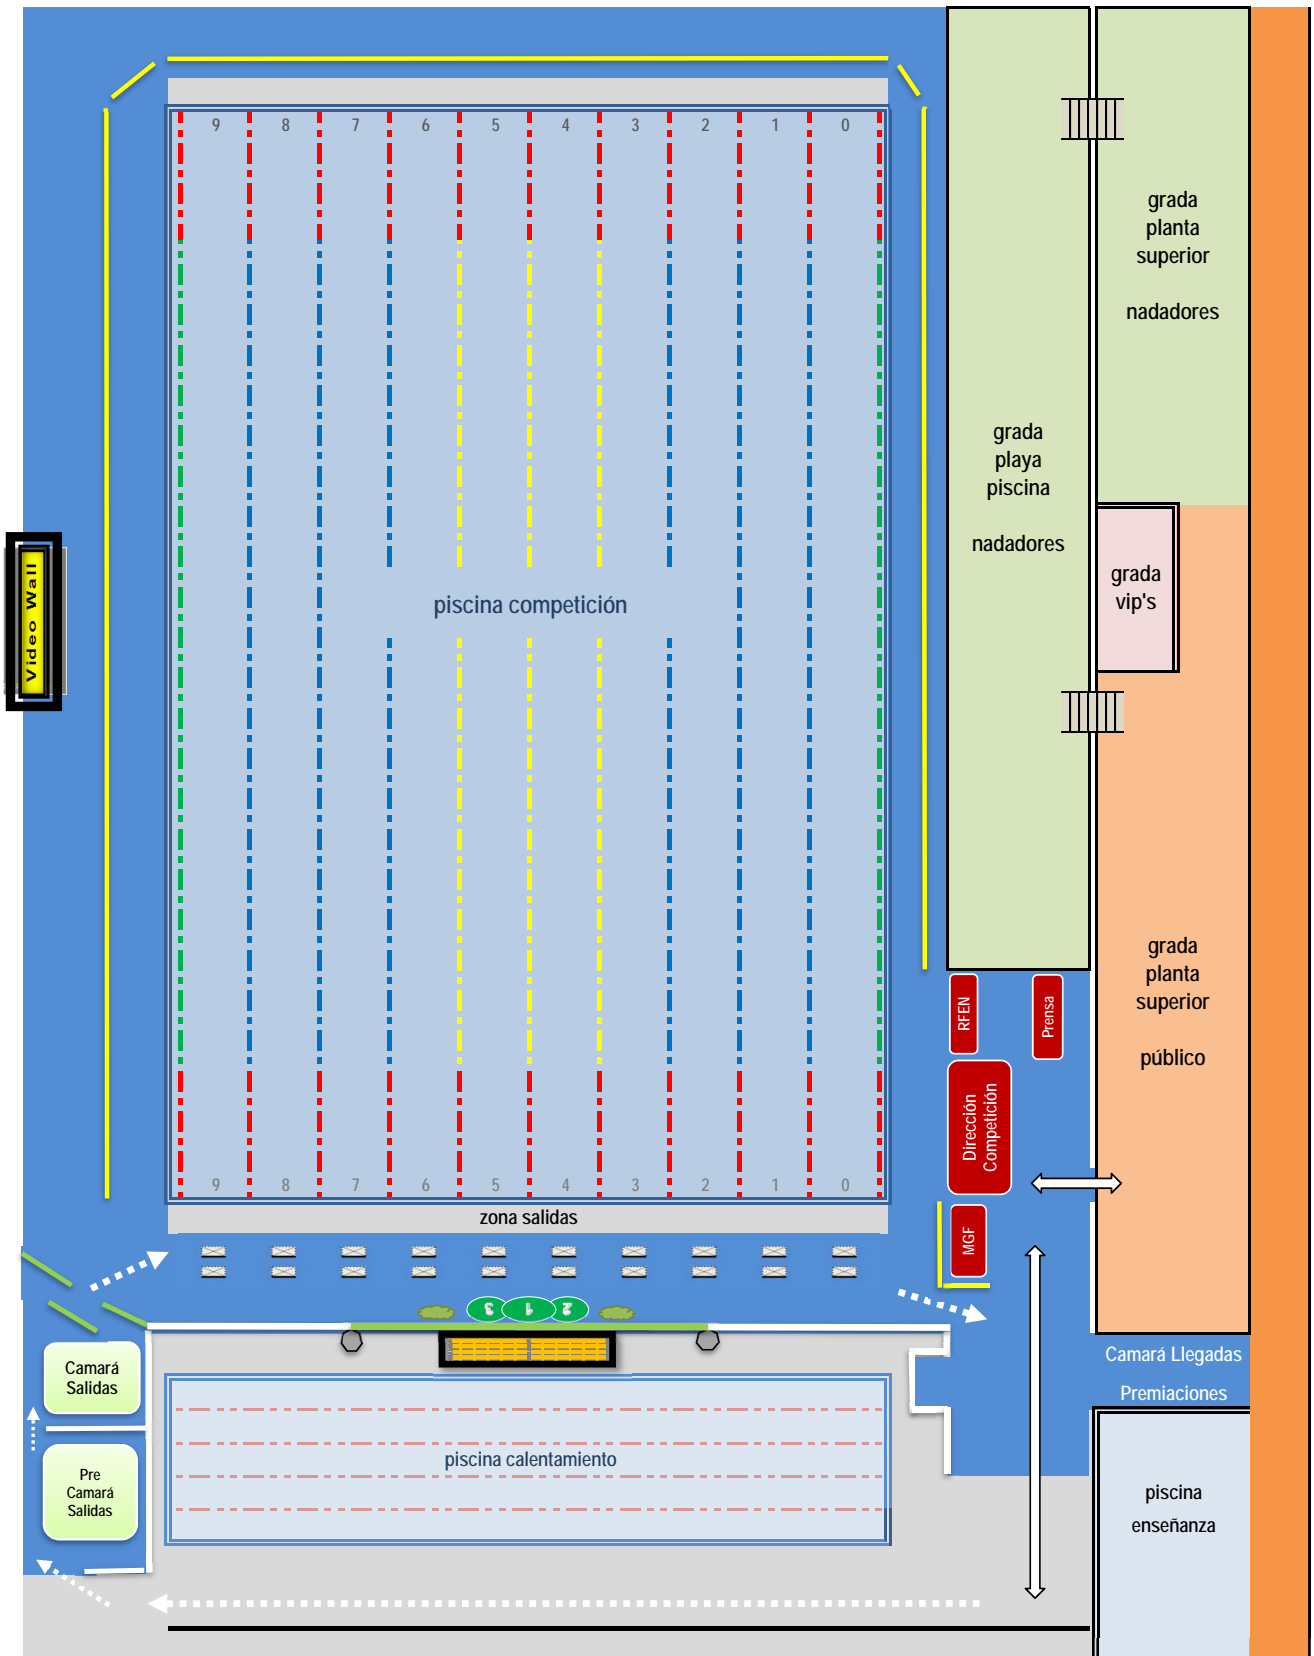 9 8 7 6 5 4 3 2 1 0
grada
planta
superior
nadadores
grada
playa
piscina
nadadores
grada
vip's
Video Wall
piscina competición
grada
planta
superior
público
RFEN
Prensa
Dirección
Competición
9 8 7 6 5 4 3 2 1 0
zona salidas
MGF
3 1 2
Camará
Salidas
Camará Llegadas
Premiaciones
piscina calentamiento
Pre
Camará
Salidas
piscina
enseñanza